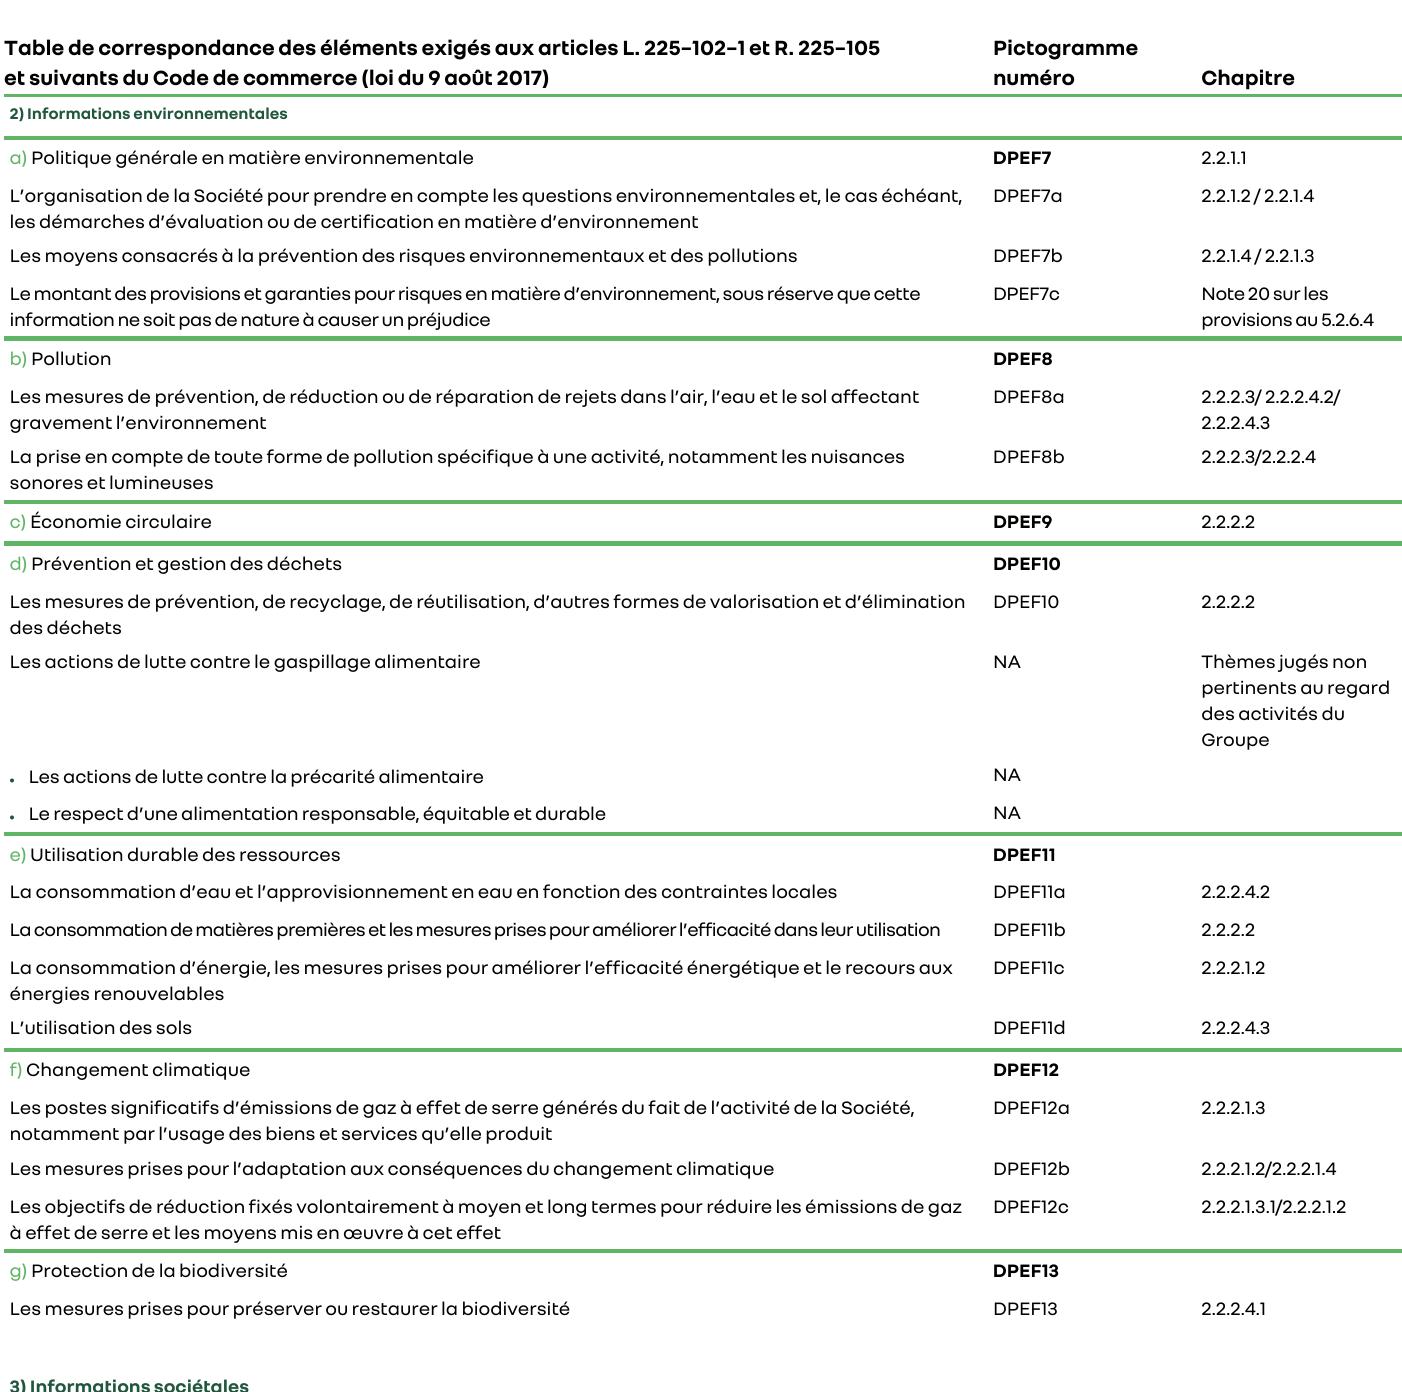 Table de correspondance des éléments exigés aux articles L. 225-102-1 et R. 225-105
et suivants du Code de commerce (loi du 9 août 2017)
Pictogramme
numéro
Chapitre
2) Informations environnementales
a) Politique générale en matière environnementale DPEF7 2.2.1.1
L’organisation de la Société pour prendre en compte les questions environnementales et, le cas échéant, DPEF7a 2.2.1.2 / 2.2.1.4
les démarches d’évaluation ou de certification en matière d’environnement
Les moyens consacrés à la prévention des risques environnementaux et des pollutions DPEF7b 2.2.1.4 / 2.2.1.3
Le montant des provisions et garanties pour risques en matière d’environnement, sous réserve que cette DPEF7c Note 20 sur les
information ne soit pas de nature à causer un préjudice provisions au 5.2.6.4
b) Pollution DPEF8
Les mesures de prévention, de réduction ou de réparation de rejets dans l’air, l’eau et le sol affectant DPEF8a 2.2.2.3/ 2.2.2.4.2/
gravement l’environnement 2.2.2.4.3
La prise en compte de toute forme de pollution spécifique à une activité, notamment les nuisances DPEF8b 2.2.2.3/2.2.2.4
sonores et lumineuses
c) Économie circulaire DPEF9 2.2.2.2
d) Prévention et gestion des déchets DPEF10
Les mesures de prévention, de recyclage, de réutilisation, d’autres formes de valorisation et d’élimination DPEF10 2.2.2.2
des déchets
Les actions de lutte contre le gaspillage alimentaire NA Thèmes jugés non
pertinents au regard
des activités du
Groupe
• Les actions de lutte contre la précarité alimentaire NA
• Le respect d’une alimentation responsable, équitable et durable NA
e) Utilisation durable des ressources DPEF11
La consommation d’eau et l’approvisionnement en eau en fonction des contraintes locales DPEF11a 2.2.2.4.2
La consommation de matières premières et les mesures prises pour améliorer l’efficacité dans leur utilisation DPEF11b 2.2.2.2
La consommation d’énergie, les mesures prises pour améliorer l’efficacité énergétique et le recours aux DPEF11c 2.2.2.1.2
énergies renouvelables
L’utilisation des sols DPEF11d 2.2.2.4.3
f) Changement climatique DPEF12
Les postes significatifs d’émissions de gaz à effet de serre générés du fait de l’activité de la Société, DPEF12a 2.2.2.1.3
notamment par l’usage des biens et services qu’elle produit
Les mesures prises pour l’adaptation aux conséquences du changement climatique DPEF12b 2.2.2.1.2/2.2.2.1.4
Les objectifs de réduction fixés volontairement à moyen et long termes pour réduire les émissions de gaz DPEF12c 2.2.2.1.3.1/2.2.2.1.2
à effet de serre et les moyens mis en œuvre à cet effet
g) Protection de la biodiversité DPEF13
Les mesures prises pour préserver ou restaurer la biodiversité DPEF13 2.2.2.4.1
3) Informations sociétales